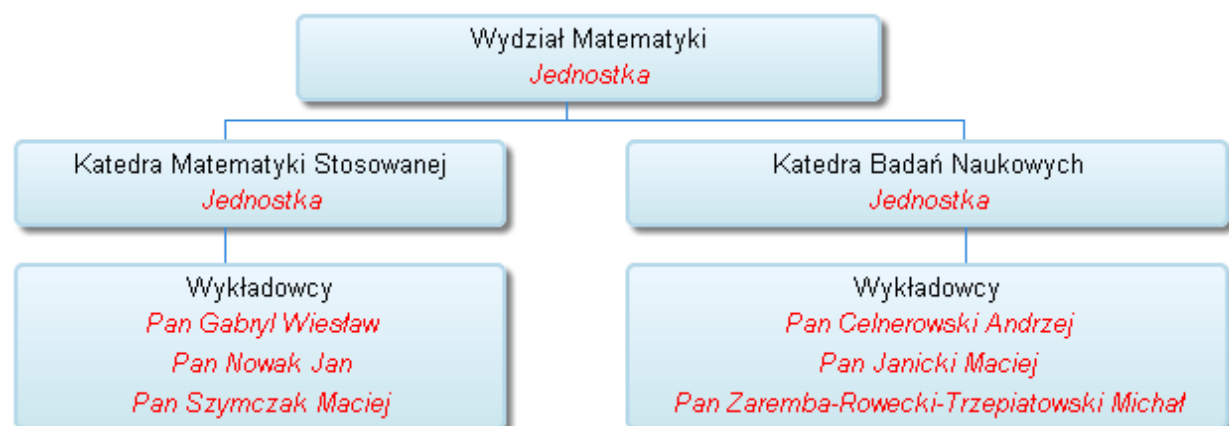 Wydział Matematyki
Jednostka
Katedra Matematyki Stosowanej
Jednostka
Katedra Badań Naukowych
Jednostka
Wykładowcy
Pan Gabryl Wiesław
Pan Nowak Jan
Pan Szymczak Maciej
Wykładowcy
Pan Celnerowski Andrzej
Pan Janicki Maciej
Pan Zaremba-Rowecki-Trzepiatowski Michał